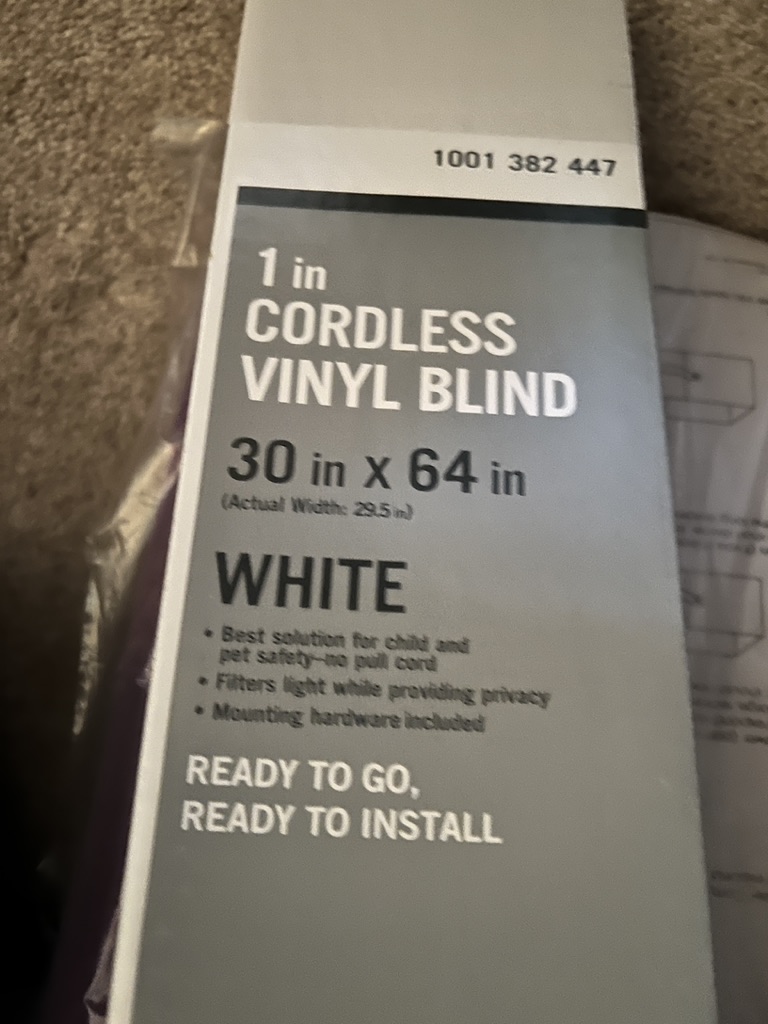 1001 382 447
1 in
CORDLESS
VINYL BLIND
30 in x 64 in
(Actual Width: 29.5 in)
WHITE
• Best solution for child and
pet safety–no pull cord
• Filters light while providing privacy
• Mounting hardware included
READY TO GO,
READY TO INSTALL